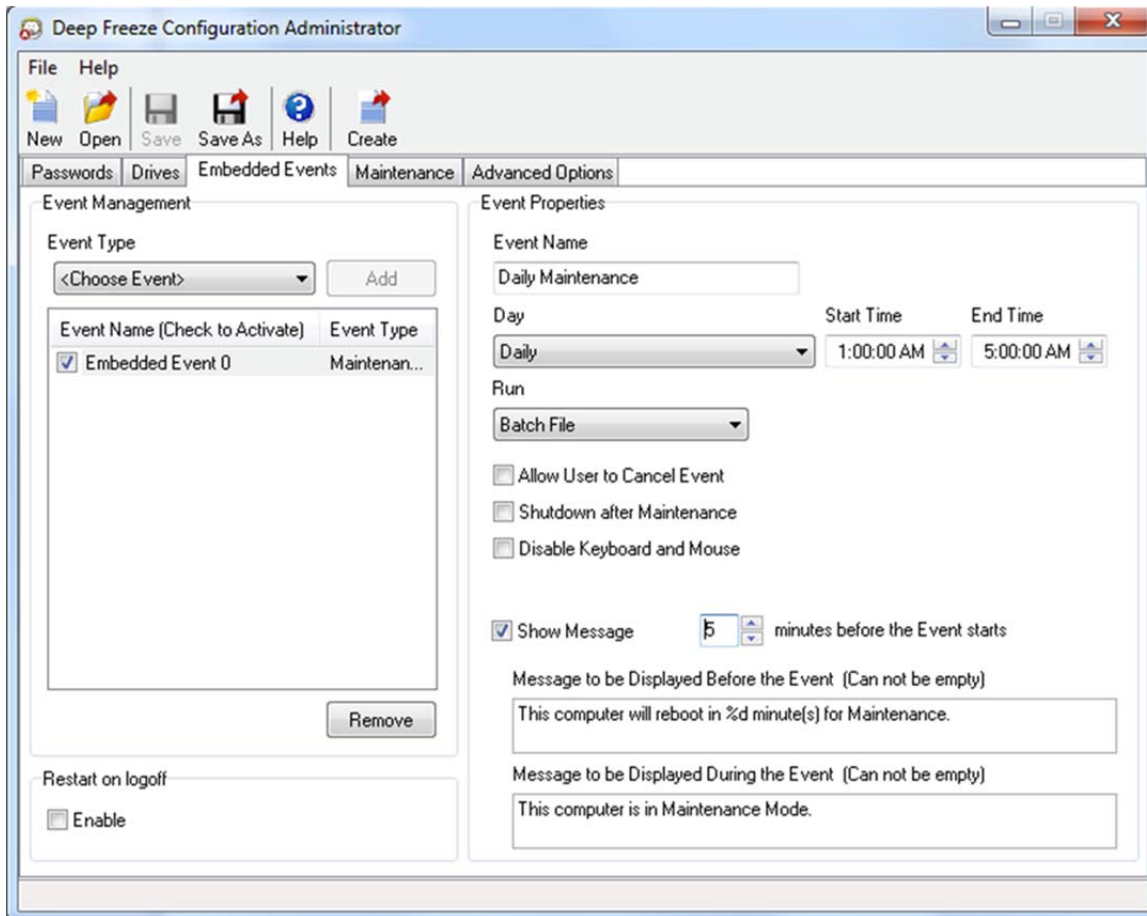 Deep Freeze Configuration Administrator
File Help
New Open Save Save As Help Create
Passwords Drives Embedded Events Maintenance Advanced Options
Event Management
Event Type
<Choose Event> Add
Event Name (Check to Activate) Event Type
Embedded Event 0 Maintenan...
Remove
Restart on logoff
Enable
Event Properties
Event Name
Daily Maintenance
Day Start Time End Time
Daily 1:00:00 AM 5:00:00 AM
Run
Batch File
Allow User to Cancel Event
Shutdown after Maintenance
Disable Keyboard and Mouse
Show Message 5 minutes before the Event starts
Message to be Displayed Before the Event (Can not be empty)
This computer will reboot in %d minute(s) for Maintenance.
Message to be Displayed During the Event (Can not be empty)
This computer is in Maintenance Mode.